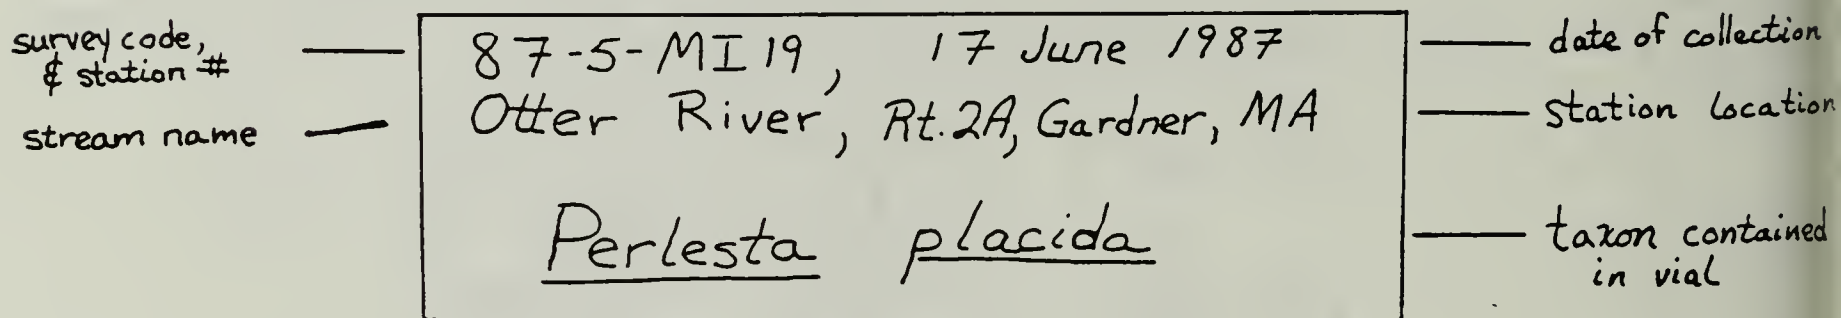 survey code,
& station #
stream name
87-5-MI19, 17 June 1987
Otter River, Rt.2A, Gardner, MA
Perlesta placida
date of collection
station location
taxon contained
in vial